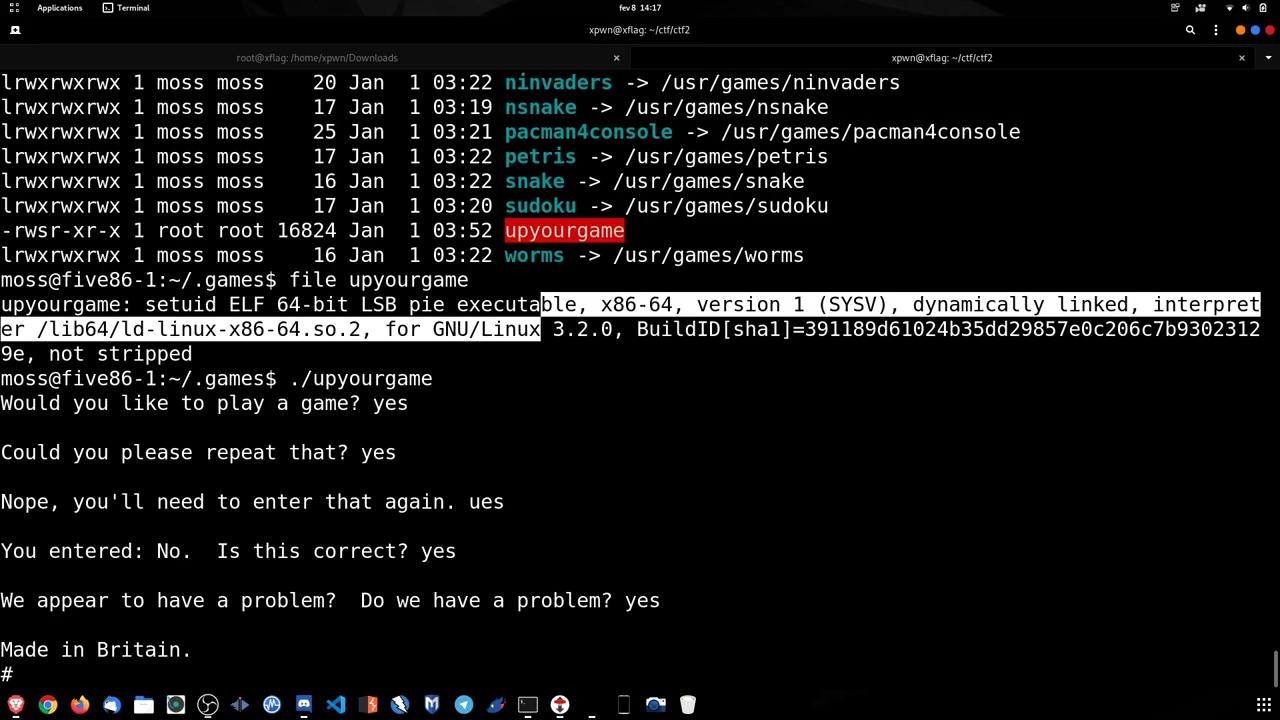 Applications Terminal fev 8 14:17
xpwn@xflag: ~/ctf/ctf2
root@xflag: /home/xpwn/Downloads xpwn@xflag: ~/ctf/ctf2
lrwxrwxrwx 1 moss moss 20 Jan 1 03:22 ninvaders -> /usr/games/ninvaders
lrwxrwxrwx 1 moss moss 17 Jan 1 03:19 nsnake -> /usr/games/nsnake
lrwxrwxrwx 1 moss moss 25 Jan 1 03:21 pacman4console -> /usr/games/pacman4console
lrwxrwxrwx 1 moss moss 17 Jan 1 03:22 petris -> /usr/games/petris
lrwxrwxrwx 1 moss moss 16 Jan 1 03:22 snake -> /usr/games/snake
lrwxrwxrwx 1 moss moss 17 Jan 1 03:20 sudoku -> /usr/games/sudoku
-rwsr-xr-x 1 root root 16824 Jan 1 03:52 upyourgame
lrwxrwxrwx 1 moss moss 16 Jan 1 03:22 worms -> /usr/games/worms
moss@five86-1:~/.games$ file upyourgame
upyourgame: setuid ELF 64-bit LSB pie executable, x86-64, version 1 (SYSV), dynamically linked, interpret
er /lib64/ld-linux-x86-64.so.2, for GNU/Linux 3.2.0, BuildID[sha1]=391189d61024b35dd29857e0c206c7b9302312
9e, not stripped
moss@five86-1:~/.games$ ./upyourgame
Would you like to play a game? yes
Could you please repeat that? yes
Nope, you'll need to enter that again. ues
You entered: No.  Is this correct? yes
We appear to have a problem?  Do we have a problem? yes
Made in Britain.
#